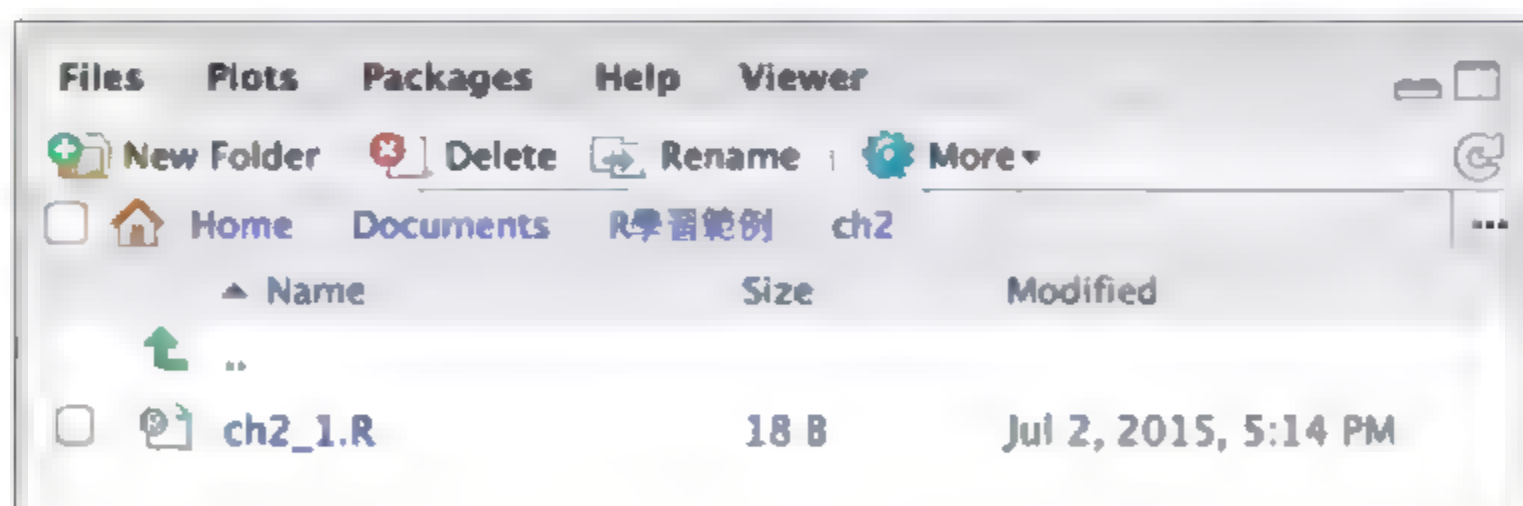 Files Plots Packages Help Viewer
New Folder Delete Rename More
Home Documents R學習範例 ch2 ...
Name Size Modified
..
ch2_1.R 18 B Jul 2, 2015, 5:14 PM